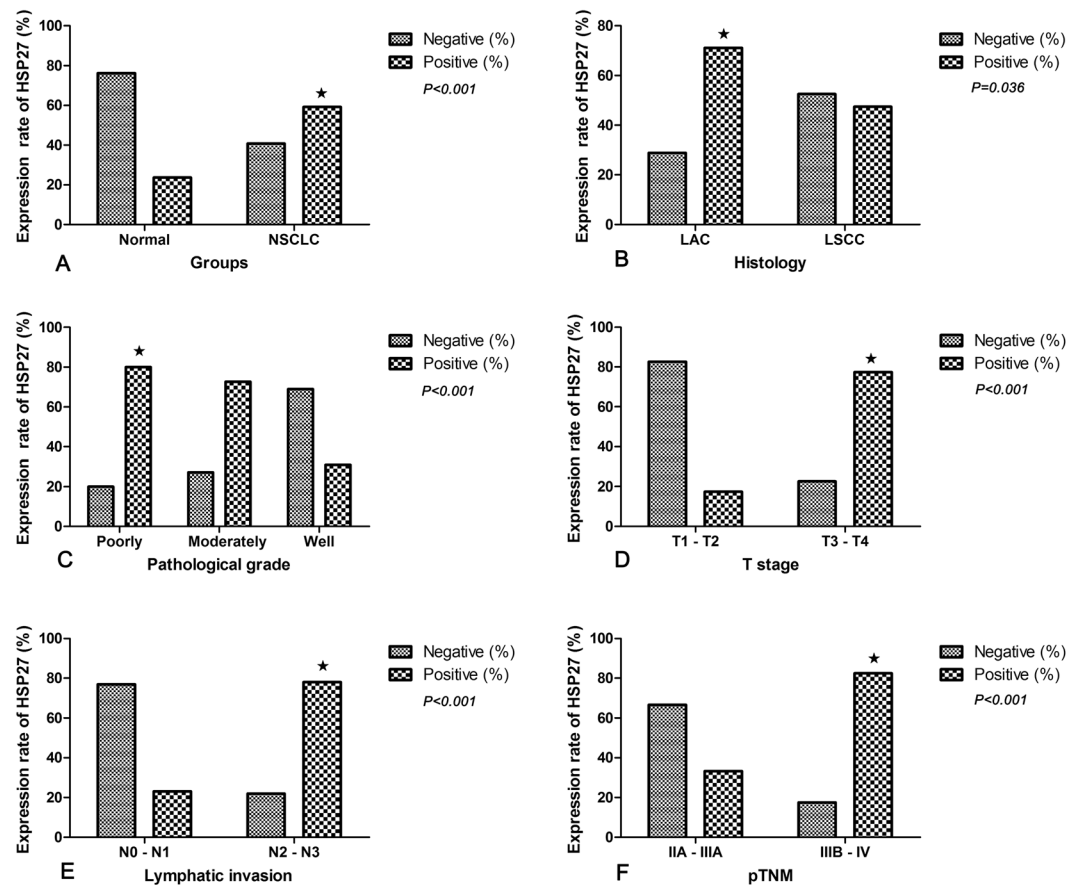 Expression rate of HSP27 (%)
100
80
60
40
20
0
Normal
NSCLC
Groups
A
Negative (%)
Positive (%)
P<0.001
★
Expression rate of HSP27 (%)
80
60
40
20
0
LAC
LSCC
Histology
B
Negative (%)
Positive (%)
P=0.036
★
Expression rate of HSP27 (%)
100
80
60
40
20
0
Poorly
Moderately
Well
Pathological grade
C
Negative (%)
Positive (%)
P<0.001
★
Expression rate of HSP27 (%)
100
80
60
40
20
0
T1 - T2
T3 - T4
T stage
D
Negative (%)
Positive (%)
P<0.001
★
Expression rate of HSP27 (%)
100
80
60
40
20
0
N0 - N1
N2 - N3
Lymphatic invasion
E
Negative (%)
Positive (%)
P<0.001
★
Expression rate of HSP27 (%)
100
80
60
40
20
0
IIA - IIIA
IIIB - IV
pTNM
F
Negative (%)
Positive (%)
P<0.001
★